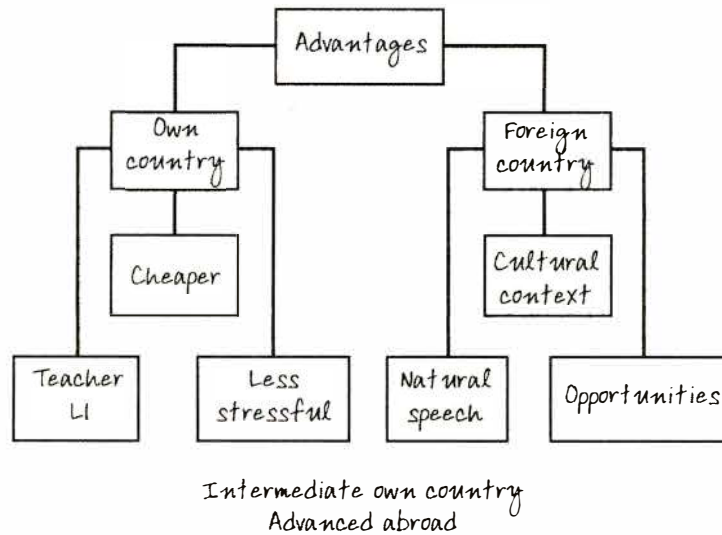 Advantages
Own
country
Foreign
country
Cheaper
Cultural
context
Teacher
L1
Less
stressful
Natural
speech
Opportunities
Intermediate own country
Advanced abroad